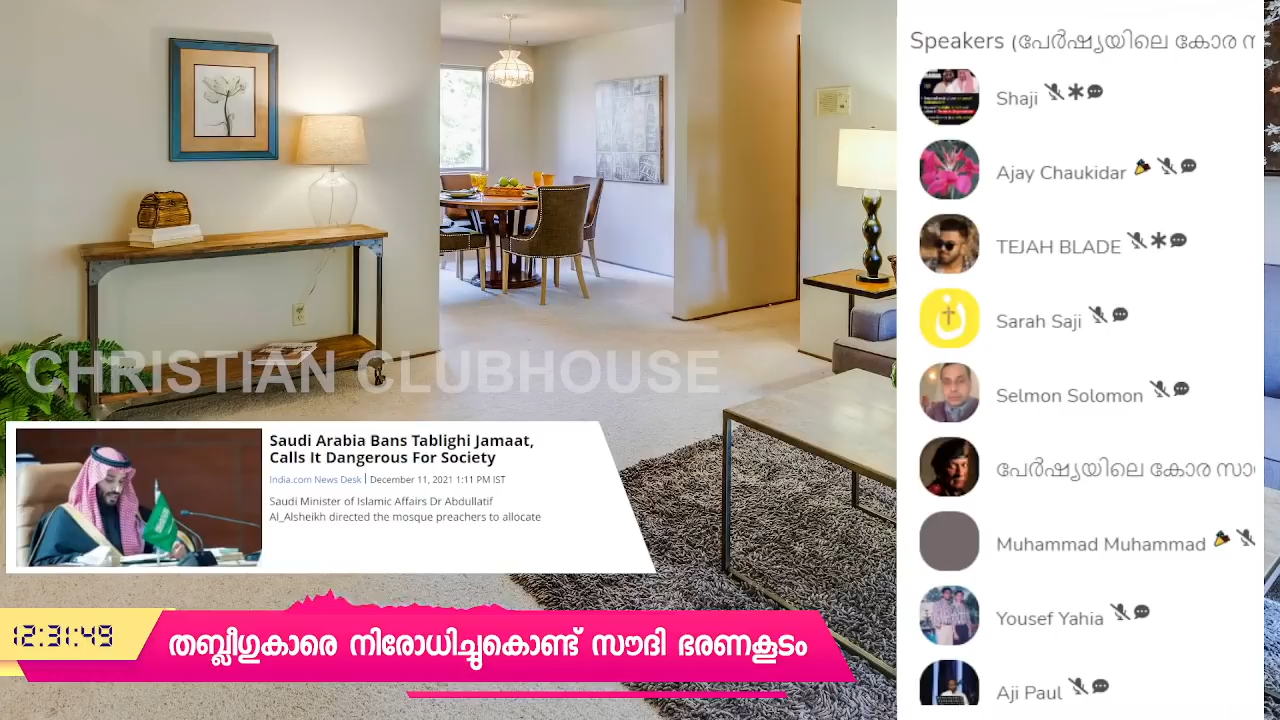 Speakers (പേർഷ്യയിലെ കോര
Shaji
Ajay Chaukidar
TEJAH BLADE
Sarah Saji
Selmon Solomon
പേർഷ്യയിലെ കോര
Muhammad Muhammad
Yousef Yahia
Aji Paul
CHRISTIAN CLUBHOUSE
Saudi Arabia Bans Tablighi Jamaat,
Calls It Dangerous For Society
India.com News Desk | December 11, 2021 1:11 PM IST
Saudi Minister of Islamic Affairs Dr Abdullatif
Al_Alsheikh directed the mosque preachers to allocate
12:31:49
തബ്ലീഗുകാരെ നിരോധിച്ചുകൊണ്ട് സൗദി ഭരണകൂടം